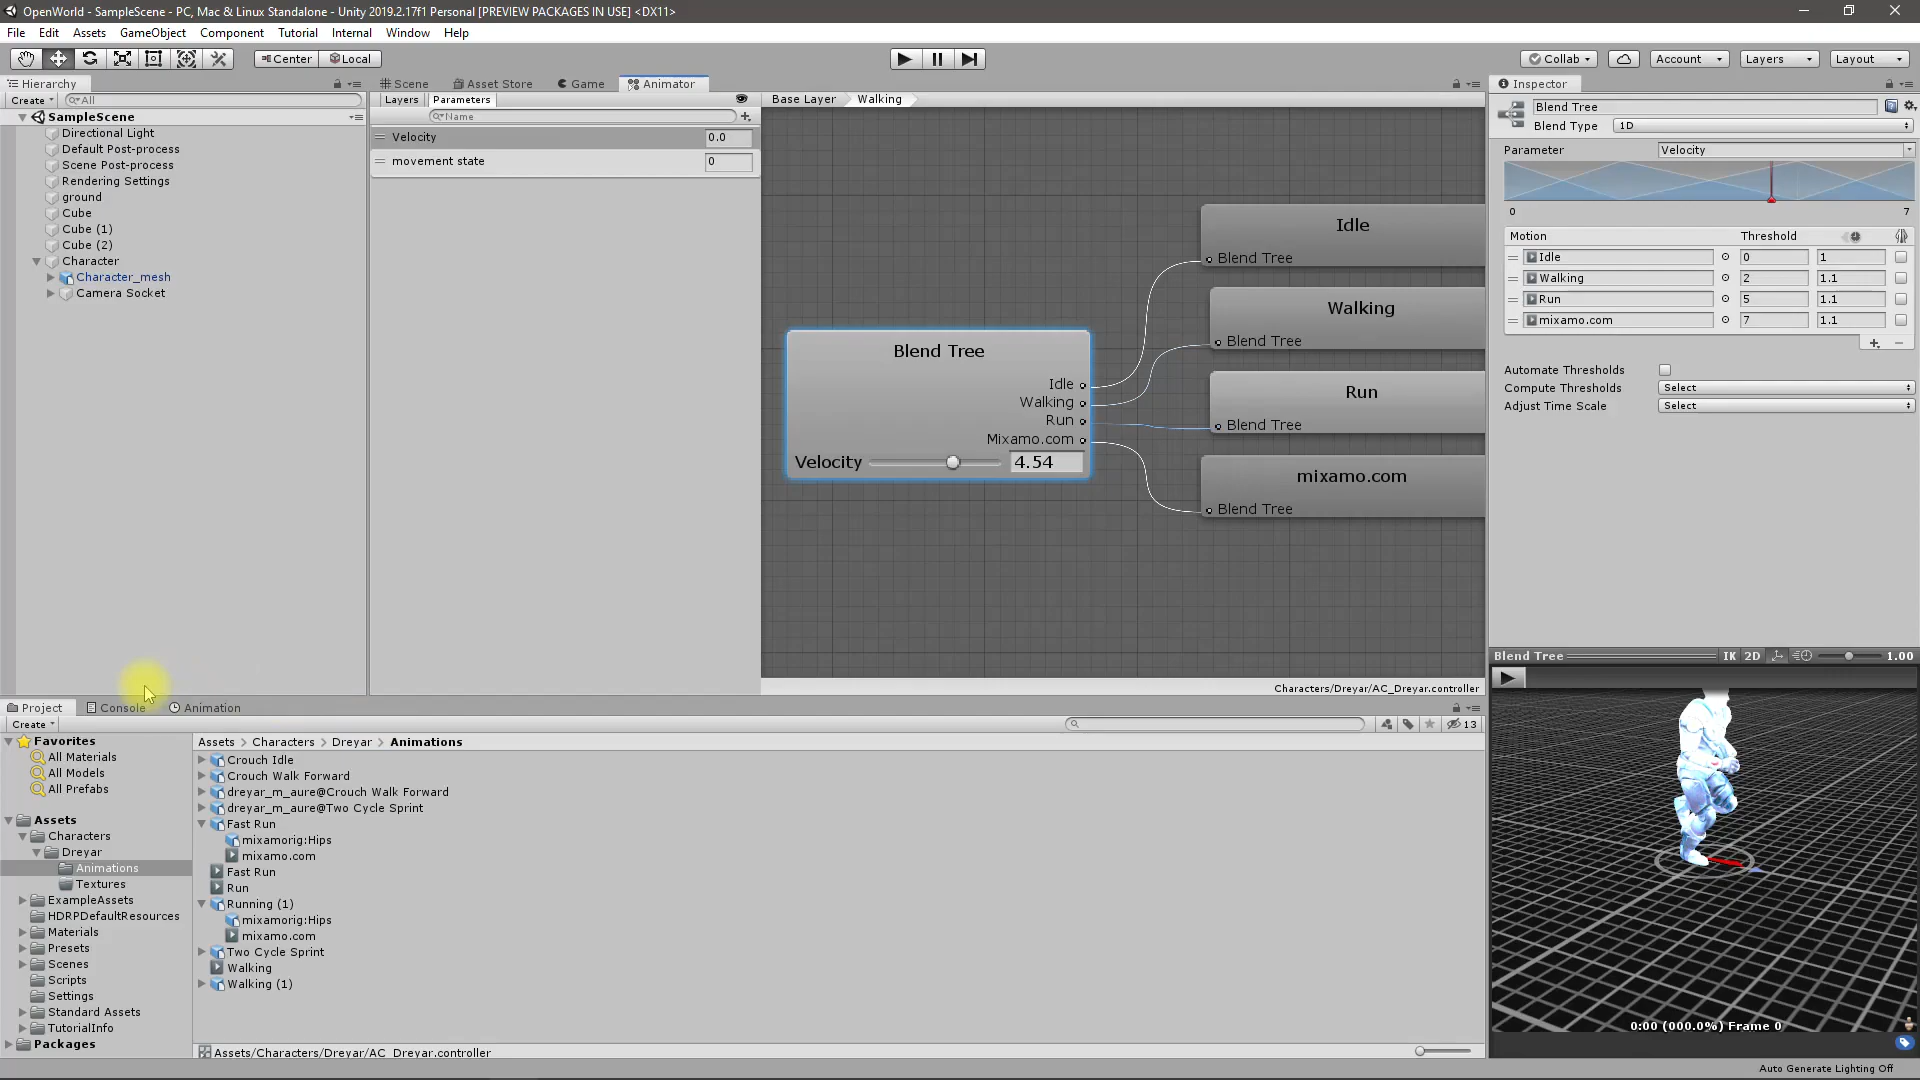 OpenWorld - SampleScene - PC, Mac & Linux Standalone - Unity 2019.2.17f1 Personal [PREVIEW PACKAGES IN USE] <DX11>
File Edit Assets GameObject Component Tutorial Internal Window Help
Center Local Collab Account Layers Layout
Hierarchy
Create All
SampleScene
Directional Light
Default Post-process
Scene Post-process
Rendering Settings
ground
Cube
Cube (1)
Cube (2)
Character
Character_mesh
Camera Socket
Scene Asset Store Game Animator
Layers Parameters
Name
Velocity 0.0
movement state 0
Base Layer Walking
Blend Tree
Idle
Walking
Run
Mixamo.com
Velocity 4.54
Idle
Blend Tree
Walking
Blend Tree
Run
Blend Tree
mixamo.com
Blend Tree
Characters/Dreyar/AC_Dreyar.controller
Inspector
Blend Tree
Blend Type 1D
Parameter Velocity
0 7
Motion Threshold
Idle 0 1
Walking 2 1.1
Run 5 1.1
mixamo.com 7 1.1
Automate Thresholds
Compute Thresholds Select
Adjust Time Scale Select
Blend Tree IK 2D 1.00
0:00 (000.0%) Frame 0
Project Console Animation
Create 13
Favorites
All Materials
All Models
All Prefabs
Assets
Characters
Dreyar
Animations
Textures
ExampleAssets
HDRPDefaultResources
Materials
Presets
Scenes
Scripts
Settings
Standard Assets
TutorialInfo
Packages
Assets > Characters > Dreyar > Animations
Crouch Idle
Crouch Walk Forward
dreyar_m_aure@Crouch Walk Forward
dreyar_m_aure@Two Cycle Sprint
Fast Run
mixamorig:Hips
mixamo.com
Fast Run
Run
Running (1)
mixamorig:Hips
mixamo.com
Two Cycle Sprint
Walking
Walking (1)
Assets/Characters/Dreyar/AC_Dreyar.controller
Auto Generate Lighting Off